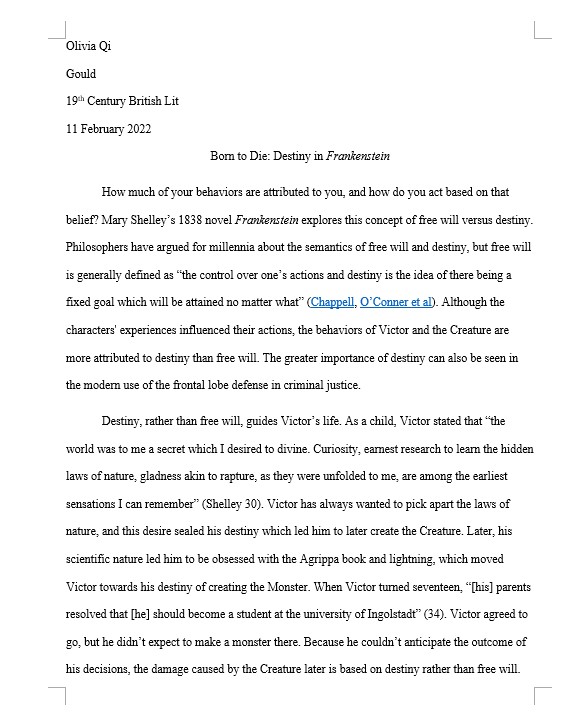 Olivia Qi
Gould
19th Century British Lit
11 February 2022
Born to Die: Destiny in Frankenstein
How much of your behaviors are attributed to you, and how do you act based on that
belief? Mary Shelley’s 1838 novel Frankenstein explores this concept of free will versus destiny.
Philosophers have argued for millennia about the semantics of free will and destiny, but free will
is generally defined as “the control over one’s actions and destiny is the idea of there being a
fixed goal which will be attained no matter what” (Chappell, O’Conner et al). Although the
characters' experiences influenced their actions, the behaviors of Victor and the Creature are
more attributed to destiny than free will. The greater importance of destiny can also be seen in
the modern use of the frontal lobe defense in criminal justice.
Destiny, rather than free will, guides Victor’s life. As a child, Victor stated that “the
world was to me a secret which I desired to divine. Curiosity, earnest research to learn the hidden
laws of nature, gladness akin to rapture, as they were unfolded to me, are among the earliest
sensations I can remember” (Shelley 30). Victor has always wanted to pick apart the laws of
nature, and this desire sealed his destiny which led him to later create the Creature. Later, his
scientific nature led him to be obsessed with the Agrippa book and lightning, which moved
Victor towards his destiny of creating the Monster. When Victor turned seventeen, “[his] parents
resolved that [he] should become a student at the university of Ingolstadt” (34). Victor agreed to
go, but he didn’t expect to make a monster there. Because he couldn’t anticipate the outcome of
his decisions, the damage caused by the Creature later is based on destiny rather than free will.